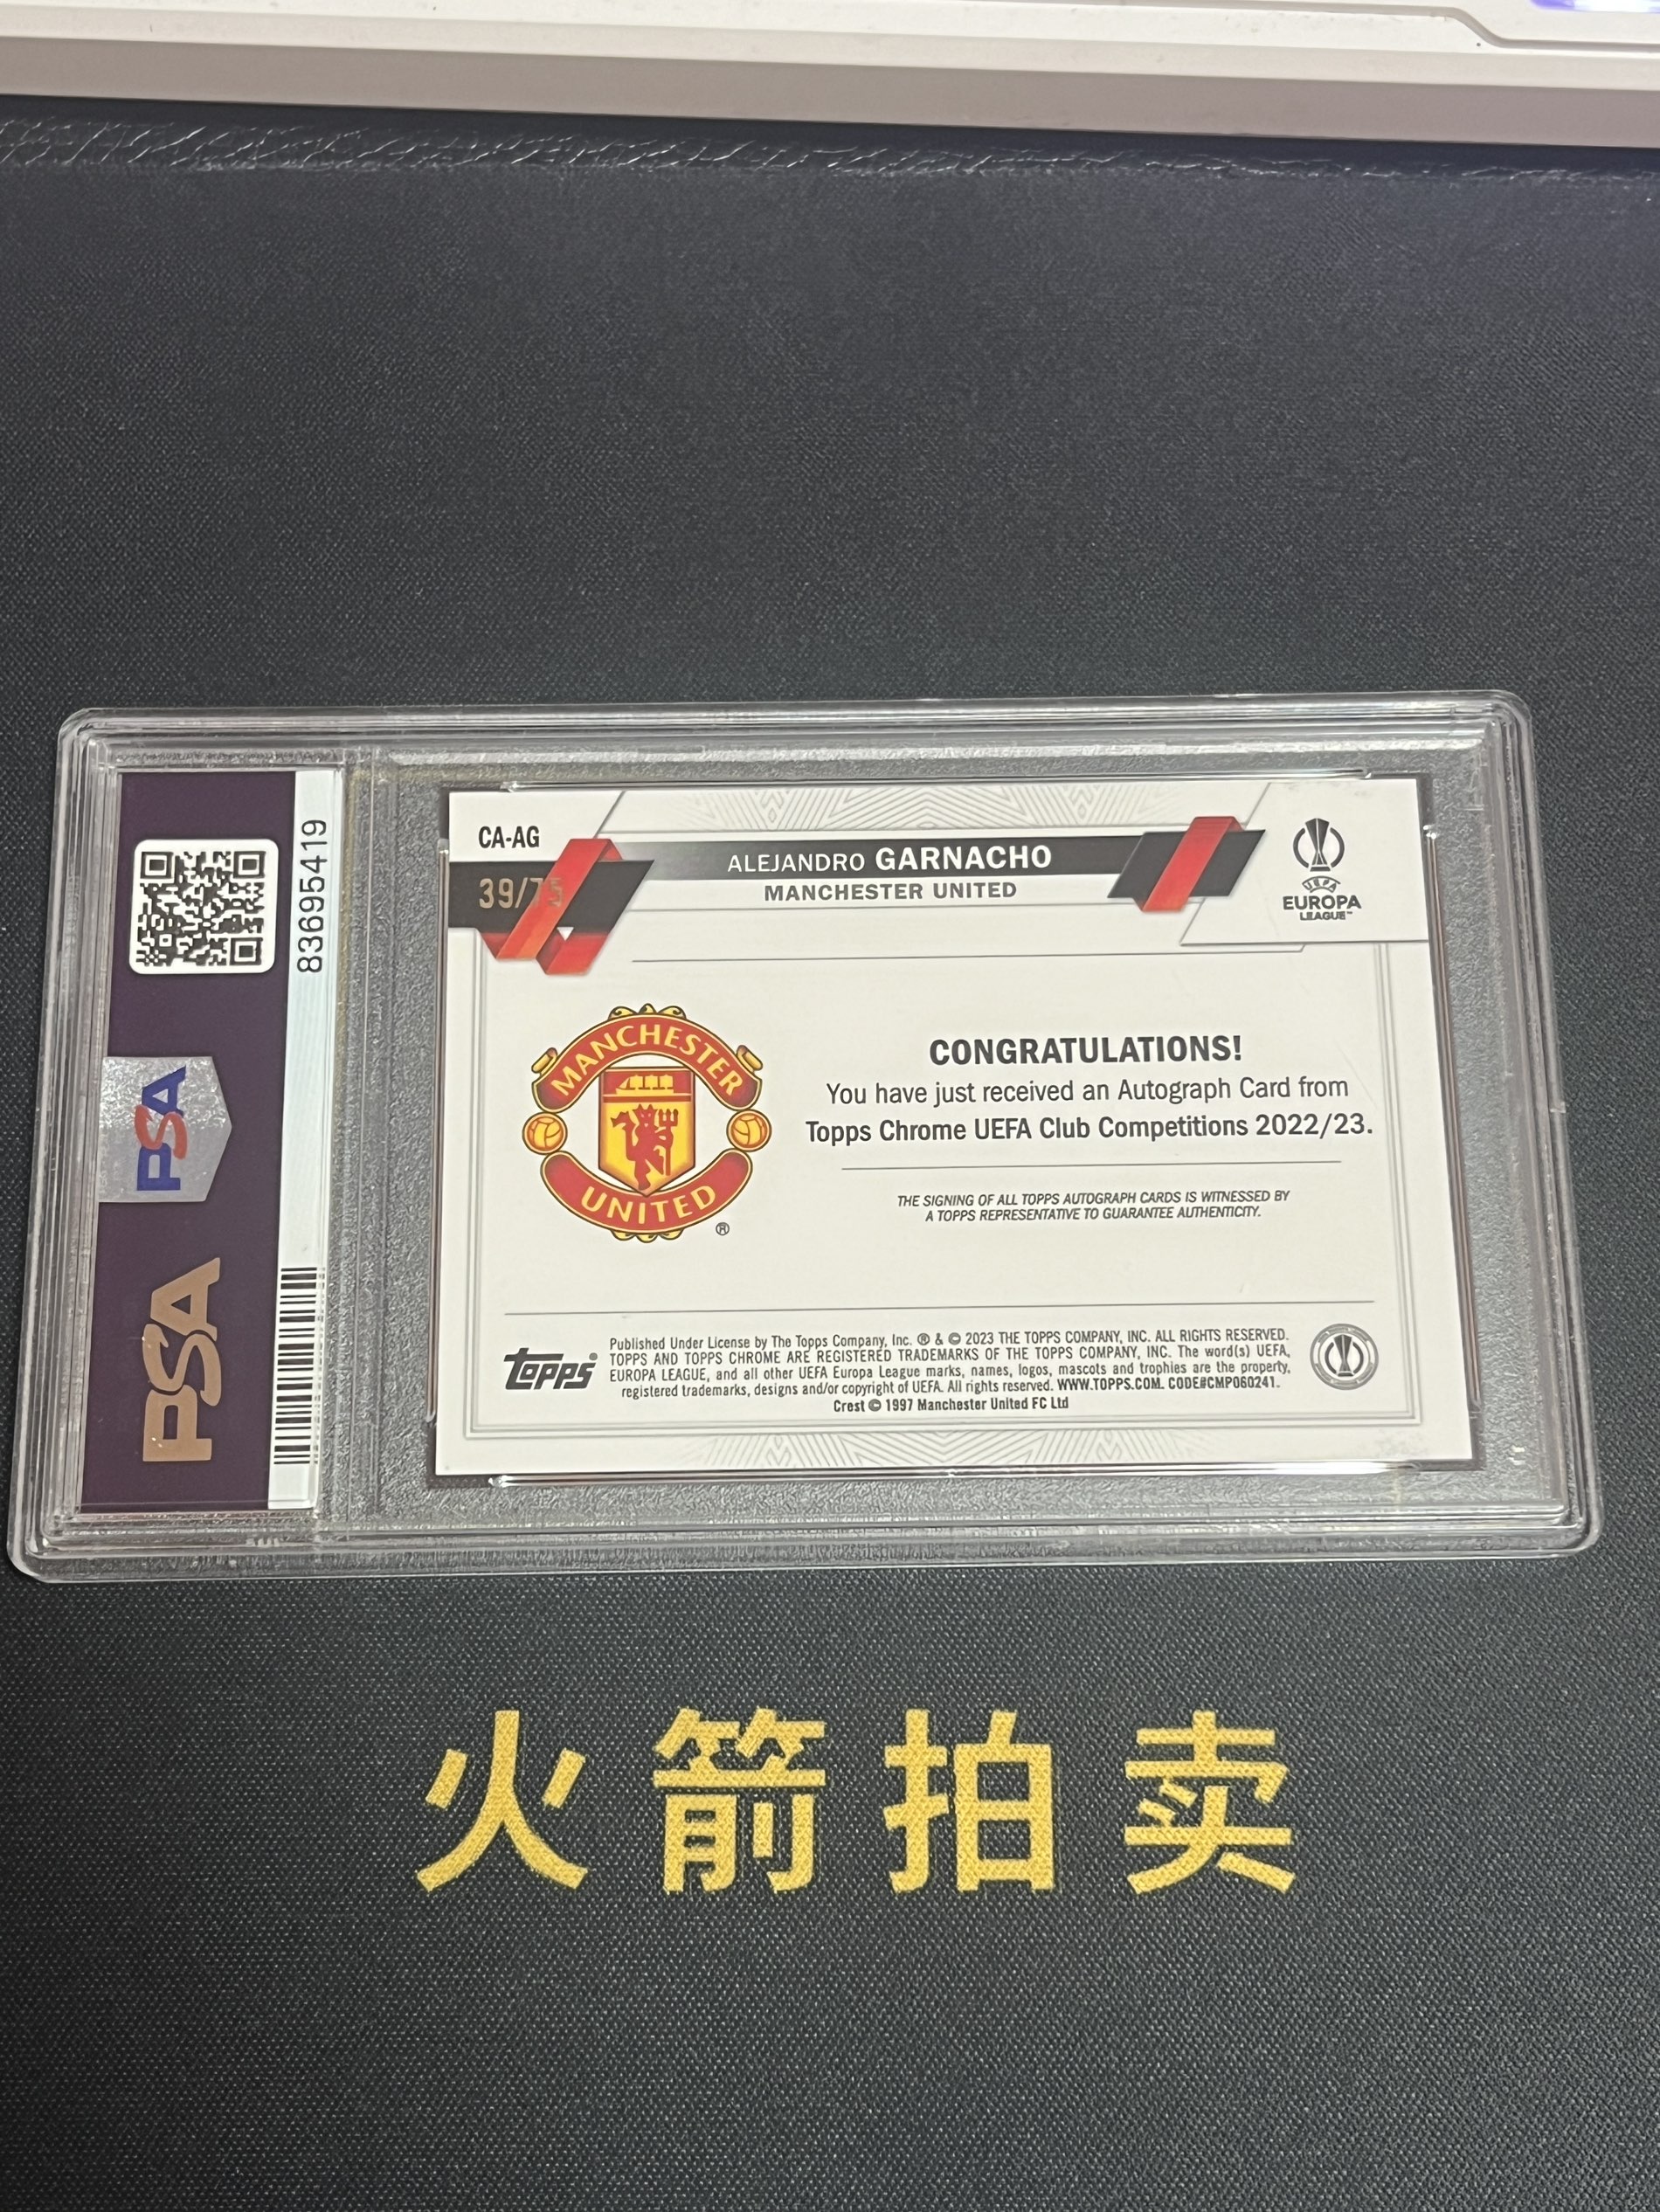 83695419
PSA
PSA
CA-AG
39/75
ALEJANDRO GARNACHO
MANCHESTER UNITED
UEFA
EUROPA
LEAGUE™
MANCHESTER
UNITED
®
CONGRATULATIONS!
You have just received an Autograph Card from
Topps Chrome UEFA Club Competitions 2022/23.
THE SIGNING OF ALL TOPPS AUTOGRAPH CARDS IS WITNESSED BY
A TOPPS REPRESENTATIVE TO GUARANTEE AUTHENTICITY.
topps®
Published Under License by The Topps Company, Inc. ® & © 2023 THE TOPPS COMPANY, INC. ALL RIGHTS RESERVED.
TOPPS AND TOPPS CHROME ARE REGISTERED TRADEMARKS OF THE TOPPS COMPANY, INC. The word(s) UEFA,
EUROPA LEAGUE, and all other UEFA Europa League marks, names, logos, mascots and trophies are the property,
registered trademarks, designs and/or copyright of UEFA. All rights reserved. WWW.TOPPS.COM. CODE#CMP060241.
Crest © 1997 Manchester United FC Ltd
火箭拍卖